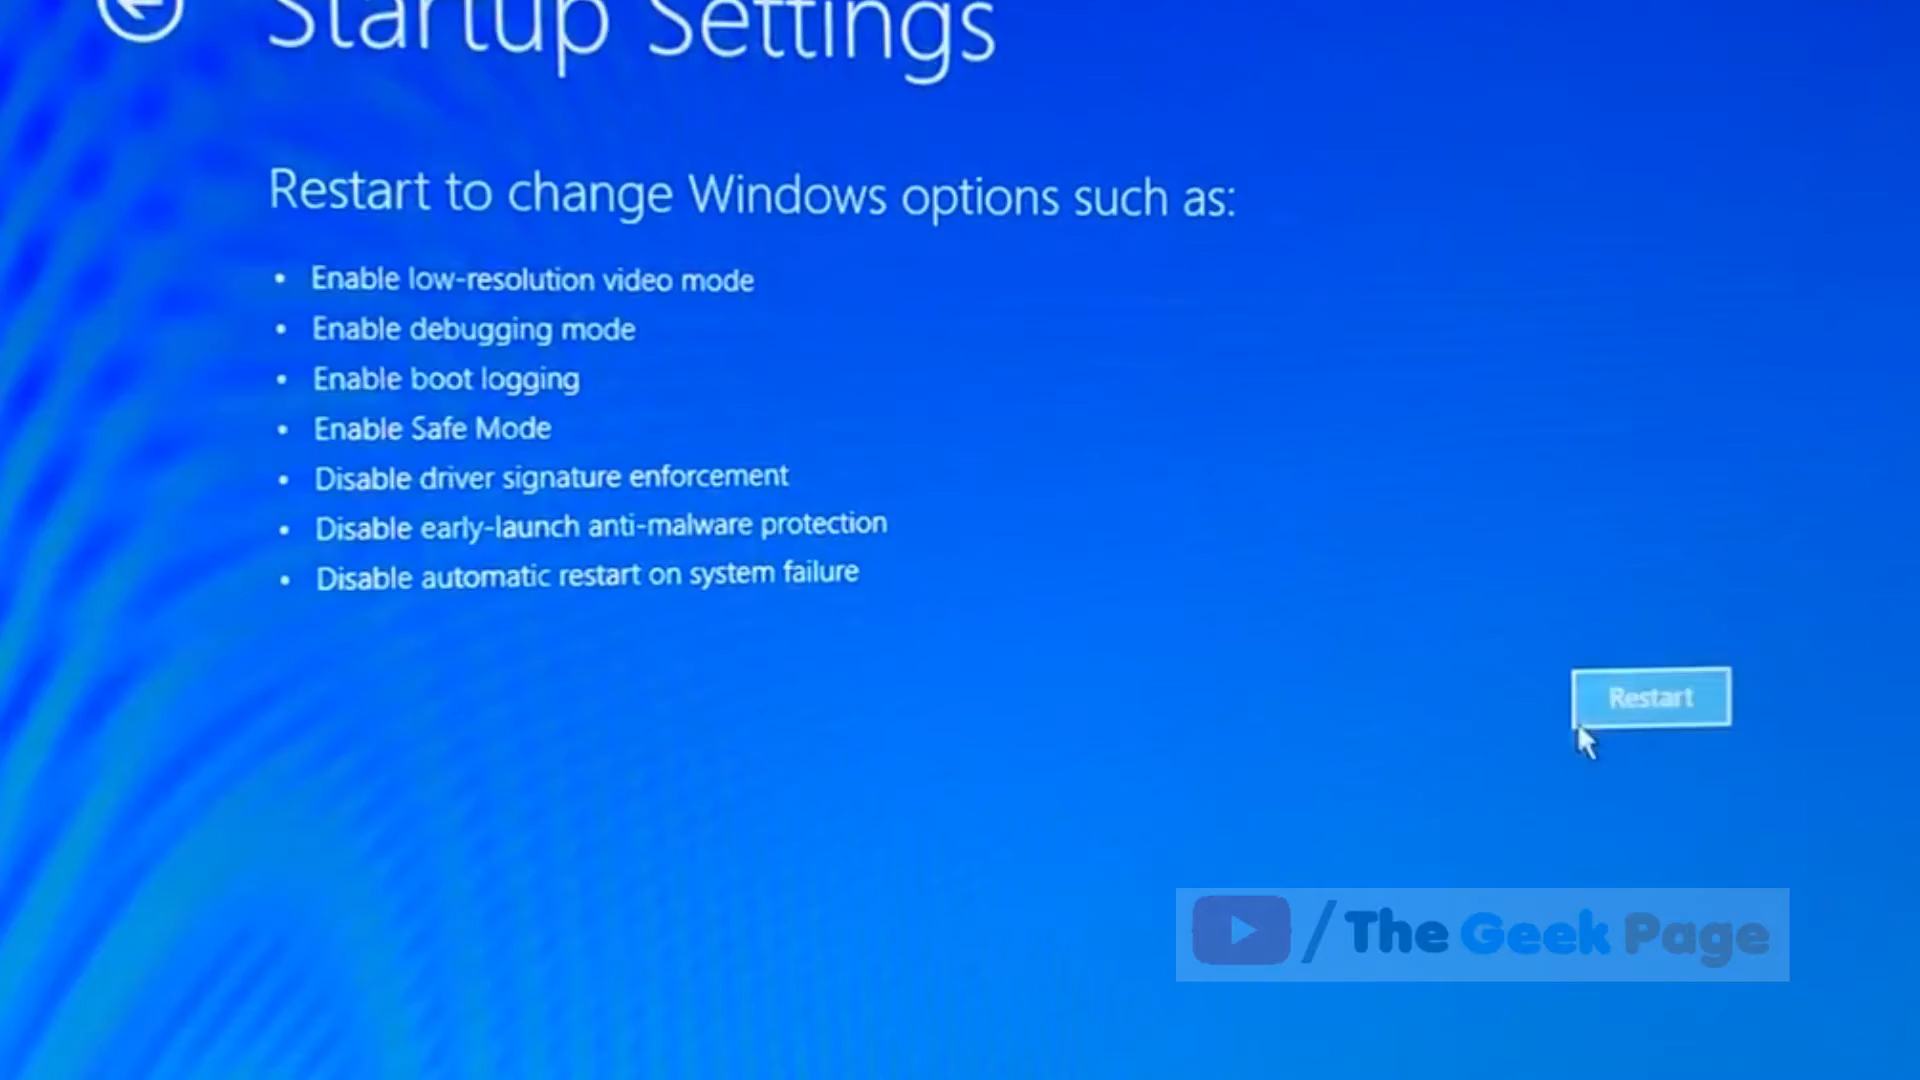 Startup Settings
Restart to change Windows options such as:
• Enable low-resolution video mode
• Enable debugging mode
• Enable boot logging
• Enable Safe Mode
• Disable driver signature enforcement
• Disable early-launch anti-malware protection
• Disable automatic restart on system failure
Restart
/The Geek Page